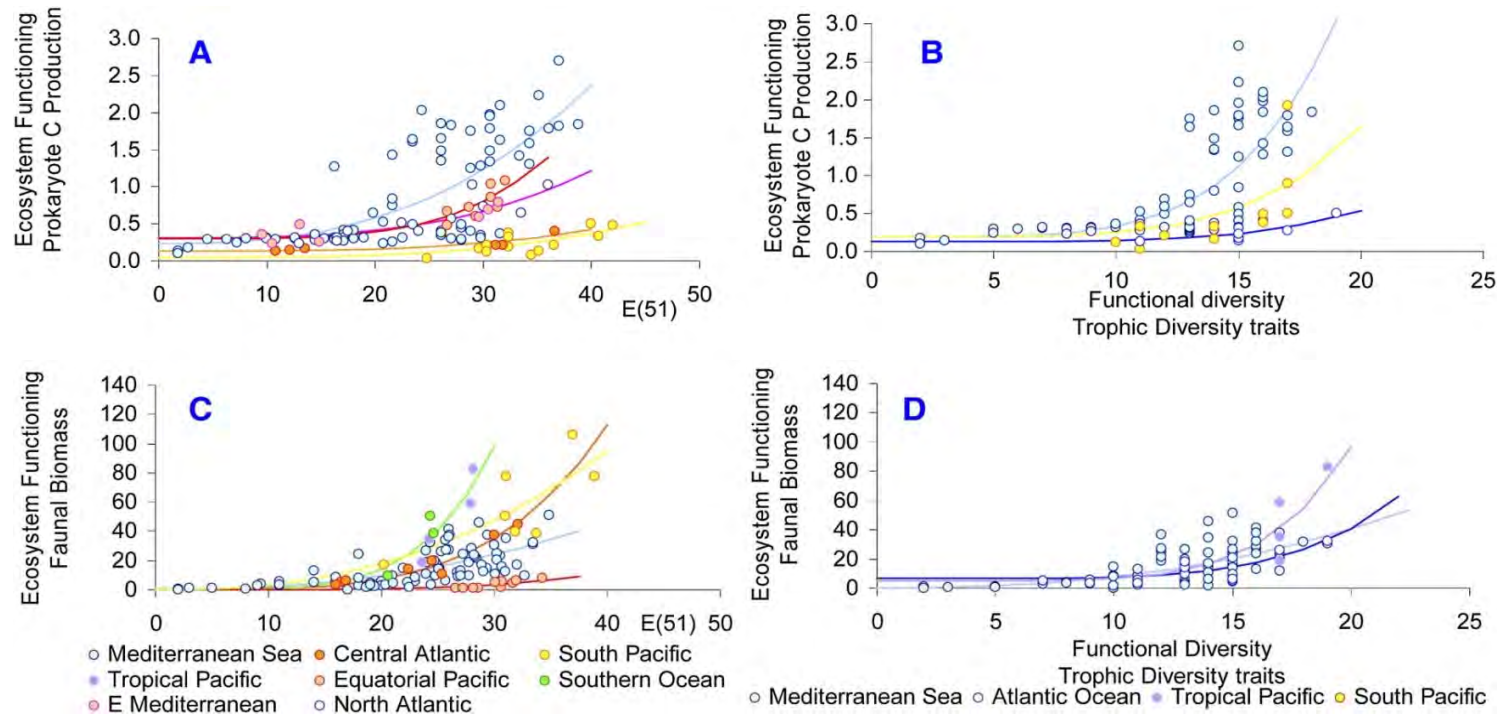 A
Ecosystem Functioning
Prokaryote C Production
3.0
2.5
2.0
1.5
1.0
0.5
0.0
0 10 20 30 40 50
E(51)
B
Ecosystem Functioning
Prokaryote C Production
3.0
2.5
2.0
1.5
1.0
0.5
0.0
0 5 10 15 20 25
Functional diversity
Trophic Diversity traits
C
Ecosystem Functioning
Faunal Biomass
140
120
100
80
60
40
20
0
0 10 20 30 40 E(51) 50
Mediterranean Sea Central Atlantic South Pacific
Tropical Pacific Equatorial Pacific Southern Ocean
E Mediterranean North Atlantic
D
Ecosystem Functioning
Faunal Biomass
140
120
100
80
60
40
20
0
0 5 10 15 20 25
Functional Diversity
Trophic Diversity traits
Mediterranean Sea Atlantic Ocean Tropical Pacific South Pacific